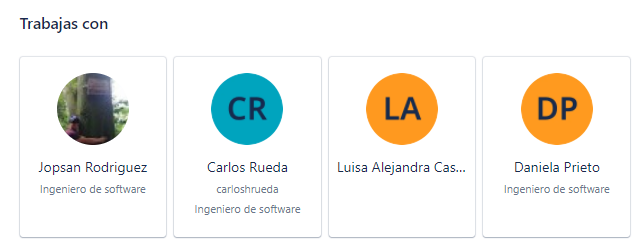 Trabajas con
Jopsan Rodriguez
Ingeniero de software
CR
Carlos Rueda
carloshrueda
Ingeniero de software
LA
Luisa Alejandra Cas...
DP
Daniela Prieto
Ingeniero de software